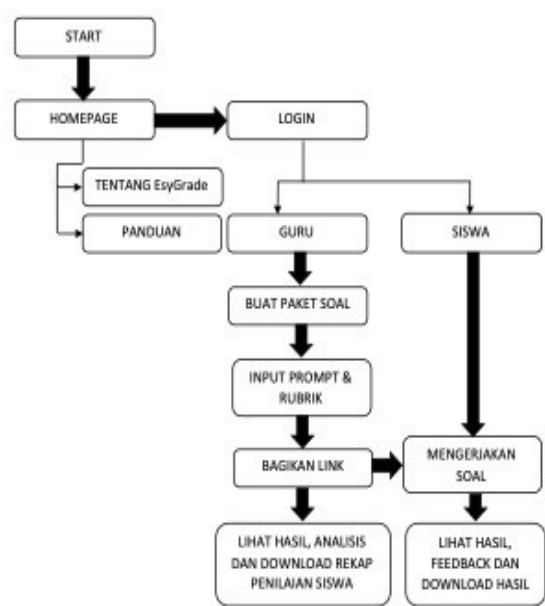 START
HOMEPAGE
LOGIN
TENTANG EsyGrade
PANDUAN
GURU
SISWA
BUAT PAKET SOAL
INPUT PROMPT &
RUBRIK
BAGIKAN LINK
MENGERJAKAN
SOAL
LIHAT HASIL, ANALISIS
DAN DOWNLOAD REKAP
PENILAIAN SISWA
LIHAT HASIL,
FEEDBACK DAN
DOWNLOAD HASIL